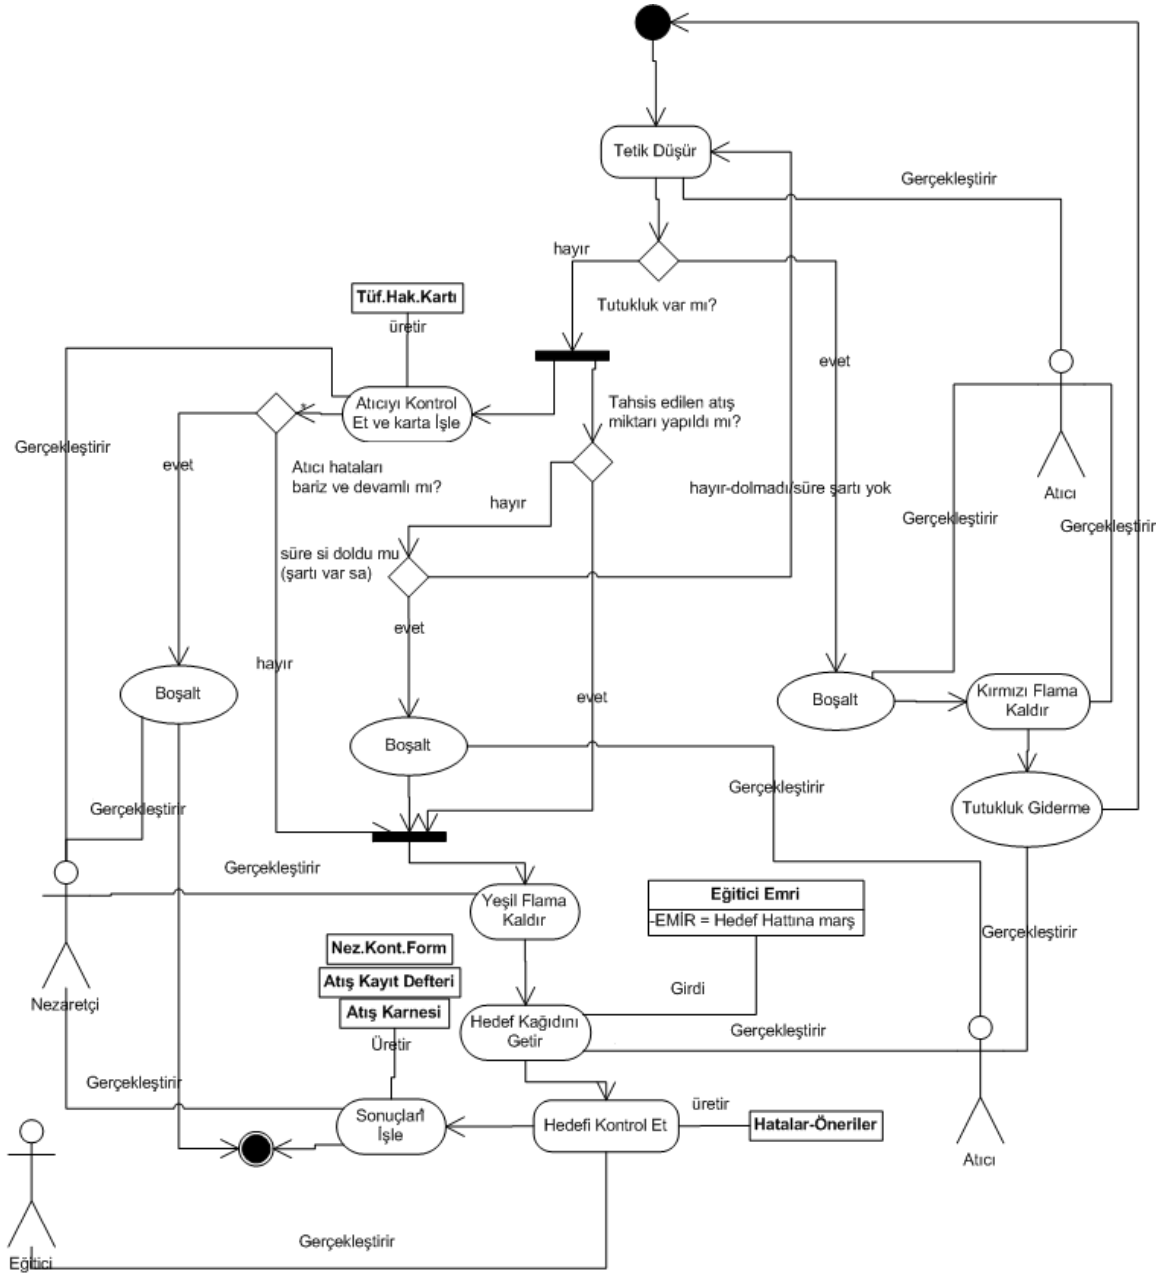 Tetik Düşür
Gerçekleştirir
hayır
Tutukluk var mı?
Tüf.Hak.Kartı
üretir
evet
Atıcıyı Kontrol
Et ve karta İşle
Tahsis edilen atış
miktarı yapıldı mı?
Gerçekleştirir
evet
Atıcı hataları
bariz ve devamlı mı?
hayır
hayır-dolmadı/süre şartı yok
Atıcı
Gerçekleştirir
Gerçekleştirir
süre si doldu mu
(şartı var sa)
evet
hayır
Boşalt
evet
Boşalt
Kırmızı Flama
Kaldır
Boşalt
Gerçekleştirir
Gerçekleştirir
Tutukluk Giderme
Gerçekleştirir
Yeşil Flama
Kaldır
Eğitici Emri
-EMİR = Hedef Hattına marş
Gerçekleştirir
Nez.Kont.Form
Atış Kayıt Defteri
Atış Karnesi
Nezaretçi
Girdi
Hedef Kağıdını
Getir
Gerçekleştirir
Üretir
Gerçekleştirir
Sonuçları
İşle
Hedefi Kontrol Et
üretir
Hatalar-Öneriler
Atıcı
Gerçekleştirir
Eğitici